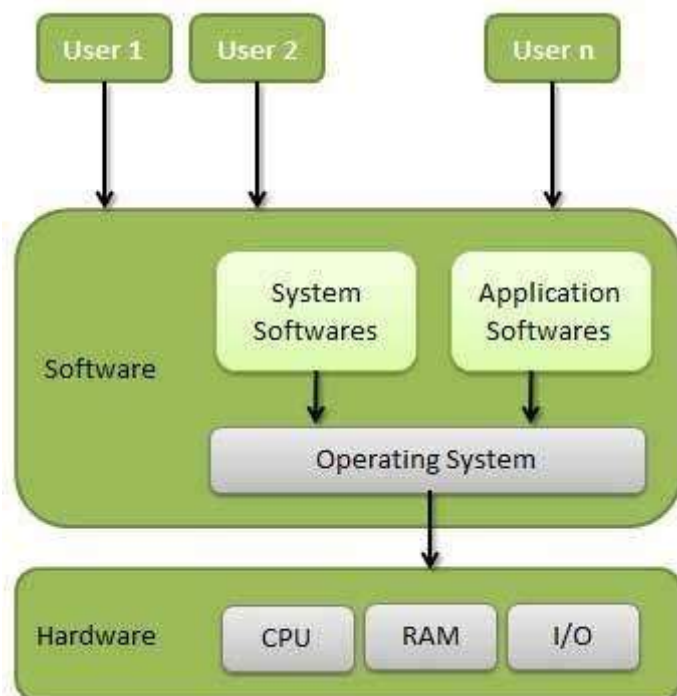 User 1
User 2
User n
System
Softwares
Application
Softwares
Software
Operating System
Hardware
CPU
RAM
I/O